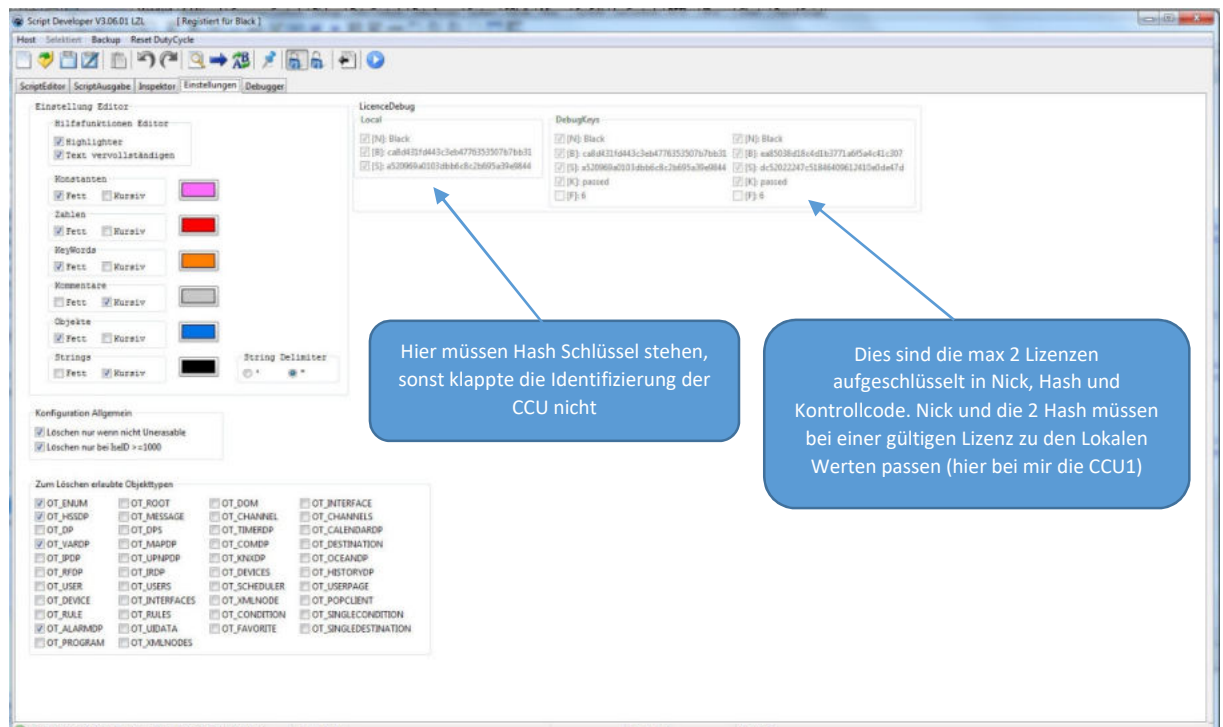 Script Developer V3.06.01 LZL [ Registiert für Black ]
Host Selektiert Backup Reset DutyCycle
ScriptEditor ScriptAusgabe Inspektor Einstellungen Debugger
Einstellung Editor
Hilfsfunktionen Editor
Highlighter
Text vervollständigen
Konstanten
Fett Kursiv
Zahlen
Fett Kursiv
KeyWords
Fett Kursiv
Kommentare
Fett Kursiv
Objekte
Fett Kursiv
Strings
Fett Kursiv
String Delimiter
' "
LicenceDebug
Local
[N]: Black
DebugKeys
[N]: Black
[K]: passed
[F]: 6
[N]: Black
[K]: passed
[F]: 6
Hier müssen Hash Schlüssel stehen,
sonst klappte die Identifizierung der
CCU nicht
Dies sind die max 2 Lizenzen
aufgeschlüsselt in Nick, Hash und
Kontrollcode. Nick und die 2 Hash müssen
bei einer gültigen Lizenz zu den Lokalen
Werten passen (hier bei mir die CCU1)
Konfiguration Allgemein
Löschen nur wenn nicht Unerasable
Löschen nur bei IseID >=1000
Zum Löschen erlaubte Objekttypen
OT_ENUM OT_ROOT OT_DOM OT_INTERFACE
OT_HSSDP OT_MESSAGE OT_CHANNEL OT_CHANNELS
OT_DP OT_DPS OT_TIMERDP OT_CALENDARDP
OT_VARDP OT_MAPDP OT_COMDP OT_DESTINATION
OT_IPDP OT_UPNPDP OT_KNXDP OT_OCEANDP
OT_RFDP OT_IRDP OT_DEVICES OT_HISTORYDP
OT_USER OT_USERS OT_SCHEDULER OT_USERPAGE
OT_DEVICE OT_INTERFACES OT_XMLNODE OT_POPCLIENT
OT_RULE OT_RULES OT_CONDITION OT_SINGLECONDITION
OT_ALARMDP OT_UIDATA OT_FAVORITE OT_SINGLEDESTINATION
OT_PROGRAM OT_XMLNODES